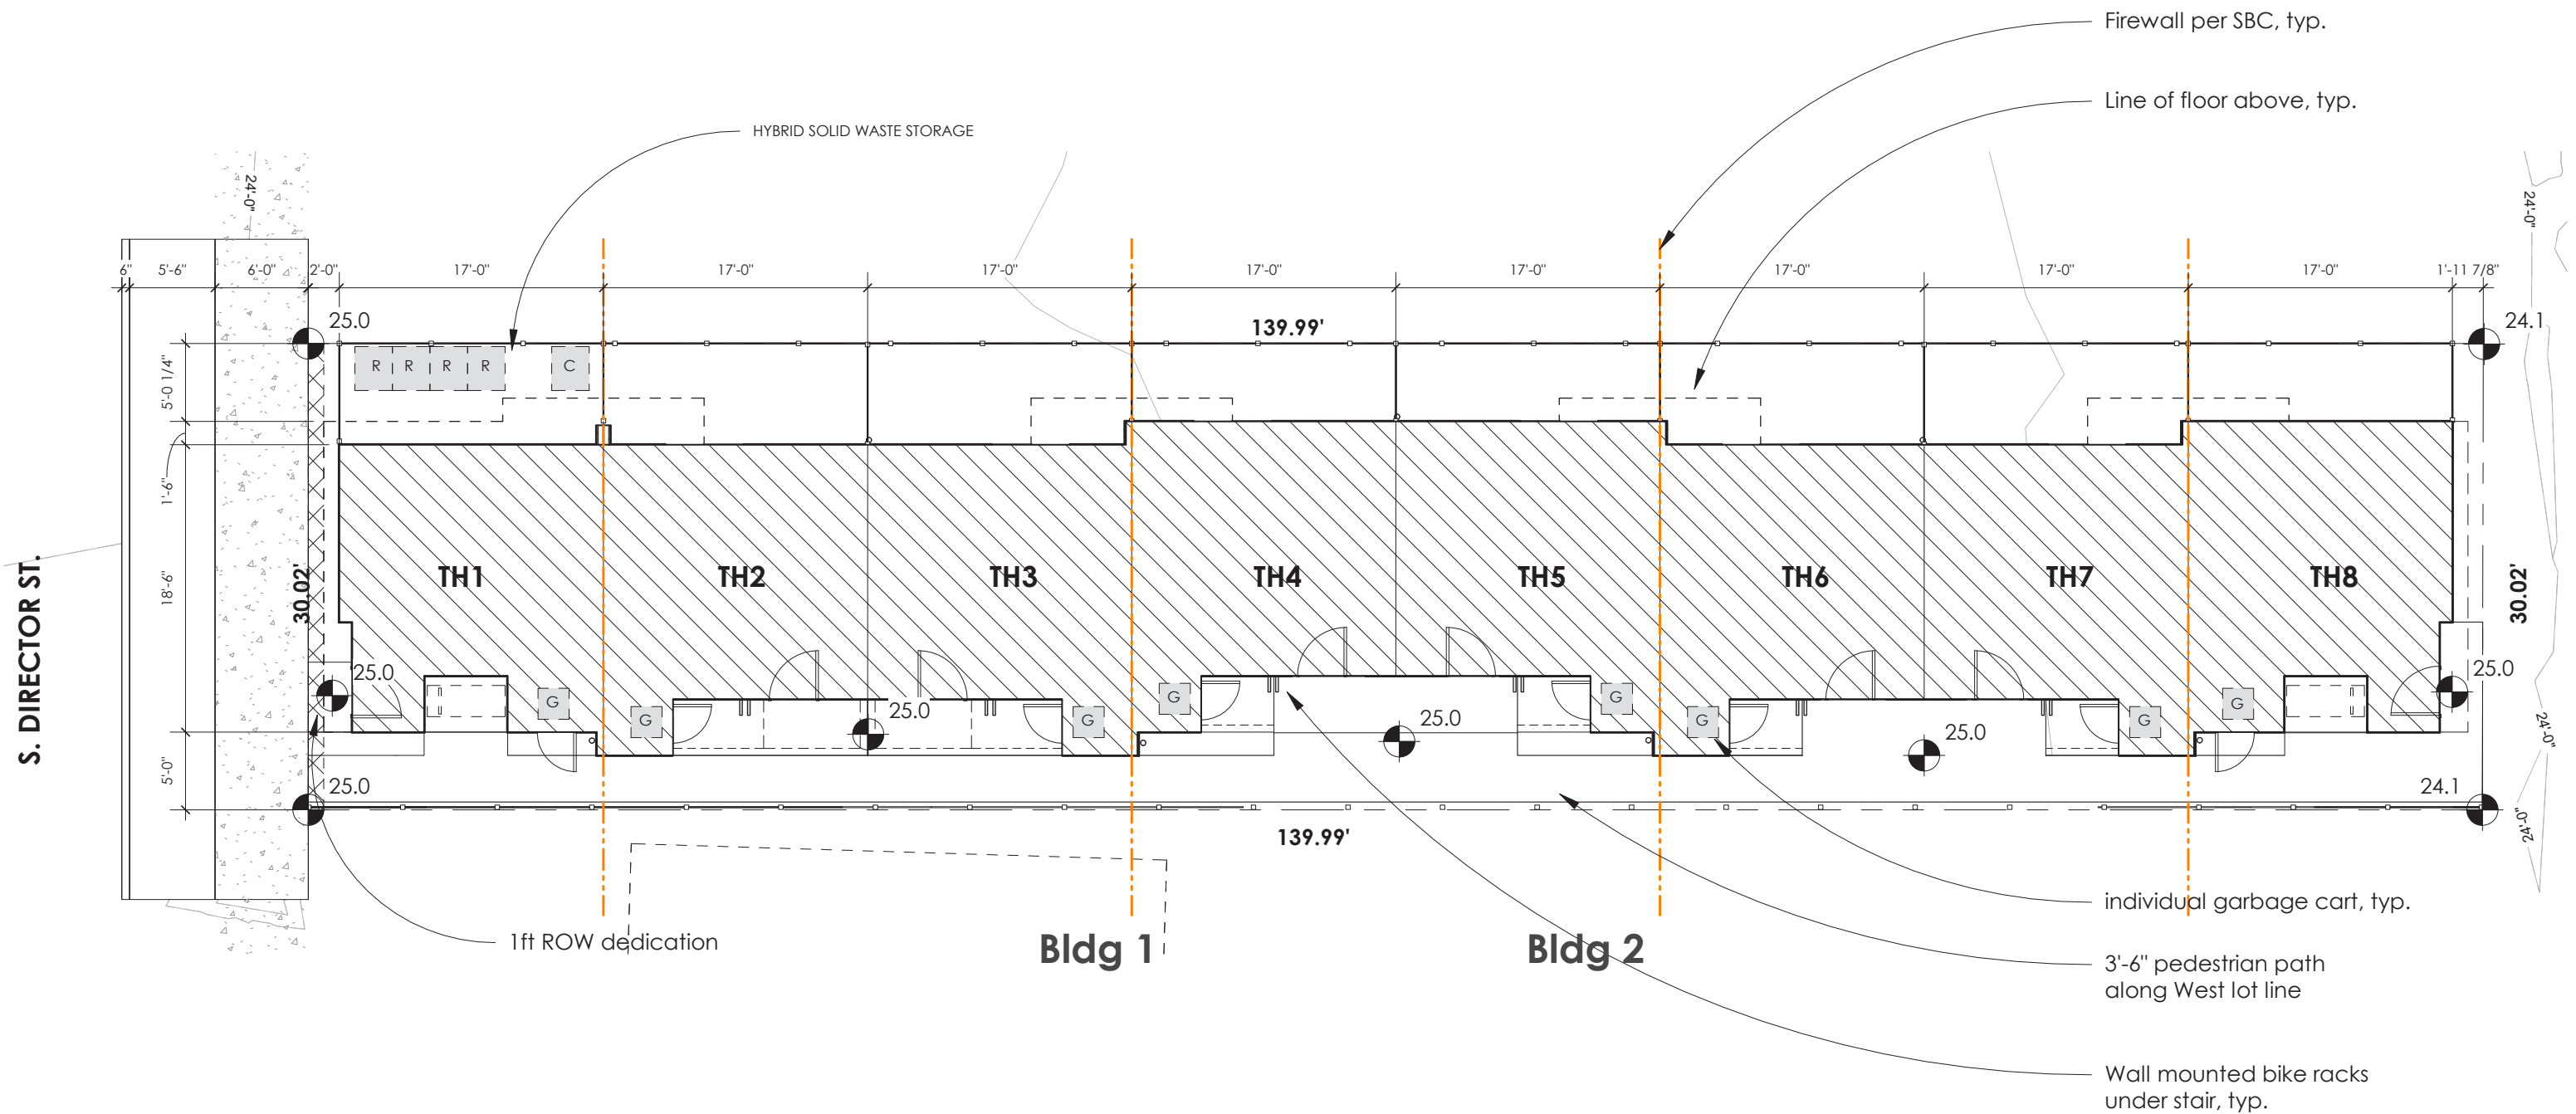 Firewall per SBC, typ.
Line of floor above, typ.
HYBRID SOLID WASTE STORAGE
24'-0"
24'-0"
6"
5'-6"
6'-0"
2'-0"
17'-0"
17'-0"
17'-0"
17'-0"
17'-0"
17'-0"
17'-0"
17'-0"
1'-11 7/8"
25.0
139.99'
24.1
5'-0 1/4"
R
R
R
R
C
1'-6"
18'-6"
5'-0"
S. DIRECTOR ST.
30.02'
TH1
TH2
TH3
TH4
TH5
TH6
TH7
TH8
30.02'
25.0
25.0
G
G
G
G
G
G
G
G
25.0
25.0
25.0
24'-0"
25.0
24.1
24'-0"
139.99'
individual garbage cart, typ.
1ft ROW dedication
Bldg 1
Bldg 2
3'-6" pedestrian path
along West lot line
Wall mounted bike racks
under stair, typ.